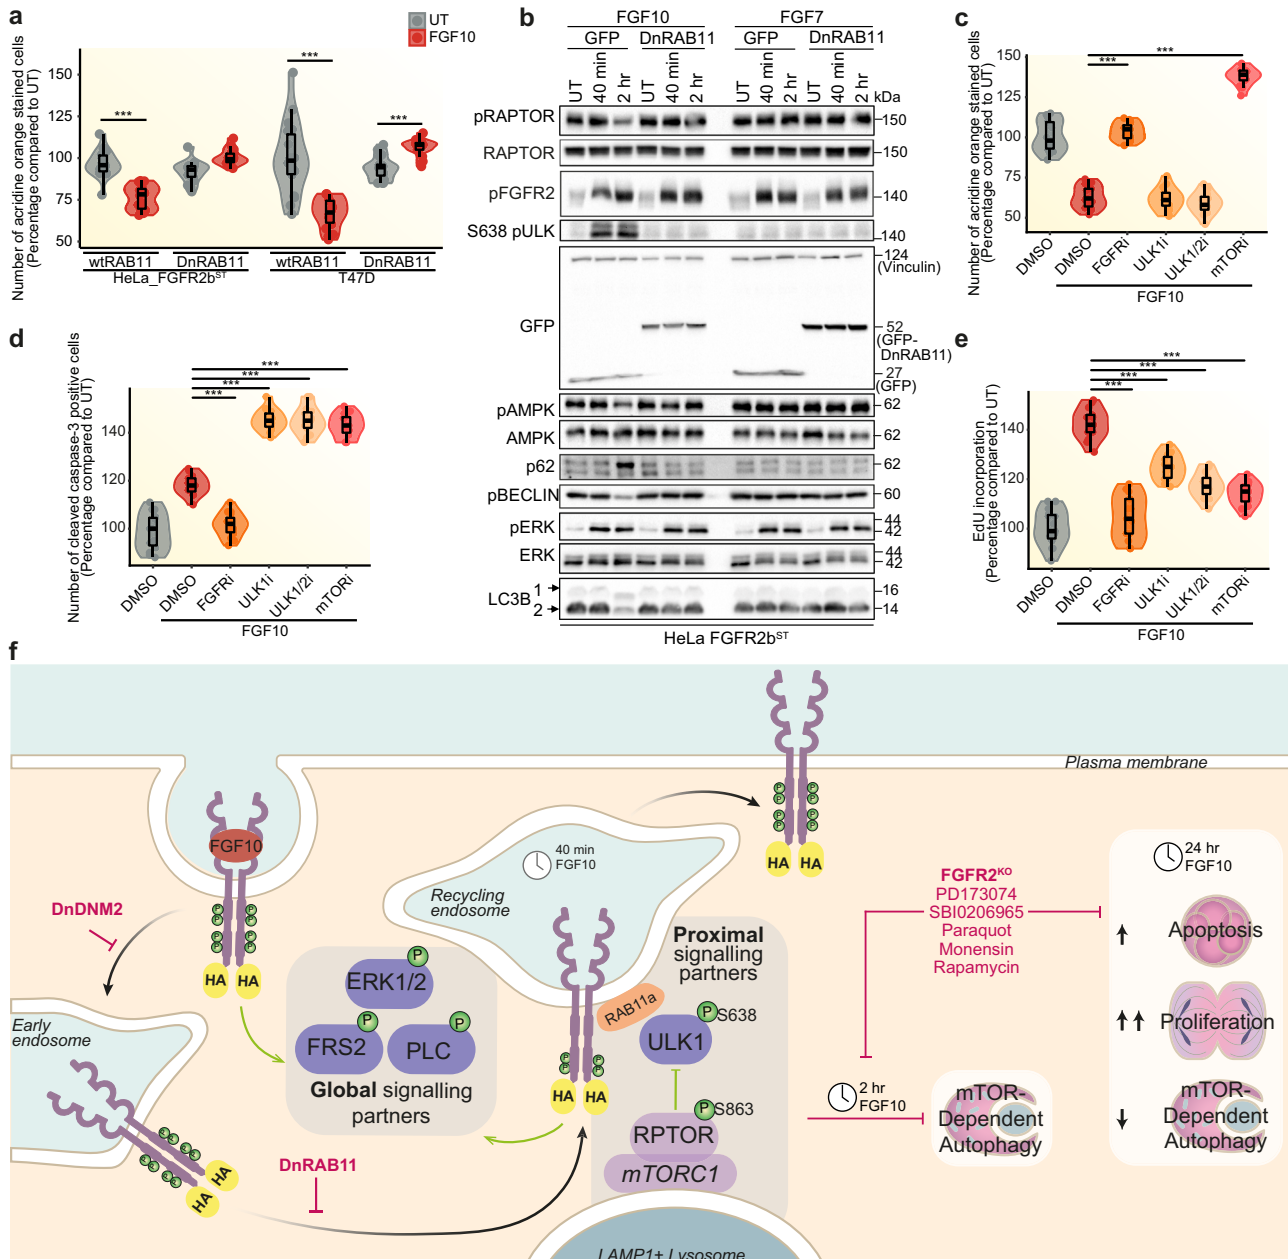 a
UT
FGF10
Number of acridine orange stained cells
(Percentage compared to UT)
150
125
100
75
50
***
***
***
wtRAB11
DnRAB11
wtRAB11
DnRAB11
HeLa_FGFR2bST
T47D
b
FGF10
FGF7
GFP
DnRAB11
GFP
DnRAB11
UT
40 min
2 hr
UT
40 min
2 hr
UT
40 min
2 hr
UT
40 min
2 hr
kDa
pRAPTOR
150
RAPTOR
150
pFGFR2
140
S638 pULK
140
124
(Vinculin)
GFP
52
(GFP-
DnRAB11)
27
(GFP)
pAMPK
62
AMPK
62
p62
62
pBECLIN
60
pERK
44
42
ERK
44
42
LC3B
1
2
16
14
HeLa FGFR2bST
c
Number of acridine orange stained cells
(Percentage compared to UT)
150
125
100
75
50
***
***
DMSO
DMSO
FGFRi
ULK1i
ULK1/2i
mTORi
FGF10
d
Number of cleaved caspase-3 positive cells
(Percentage compared to UT)
140
120
100
***
***
***
***
DMSO
DMSO
FGFRi
ULK1i
ULK1/2i
mTORi
FGF10
e
EdU incorporation
(Percentage compared to UT)
140
120
100
***
***
***
***
DMSO
DMSO
FGFRi
ULK1i
ULK1/2i
mTORi
FGF10
f
Plasma membrane
FGF10
P
P
P
P
P
P
P
P
HA
HA
DnDNM2
Early
endosome
P
P
P
P
P
P
P
P
HA
HA
DnRAB11
P
ERK1/2
P
FRS2
P
PLC
Global signalling
partners
40 min
FGF10
Recycling
endosome
P
P
P
P
HA
HA
P
P
P
P
P
P
P
P
HA
HA
Proximal
signalling
partners
RAB11a
P
S638
ULK1
P
S863
RPTOR
mTORC1
LAMP1+ Lysosome
FGFR2KO
PD173074
SBI0206965
Paraquot
Monensin
Rapamycin
2 hr
FGF10
mTOR-
Dependent
Autophagy
24 hr
FGF10
Apoptosis
Proliferation
mTOR-
Dependent
Autophagy